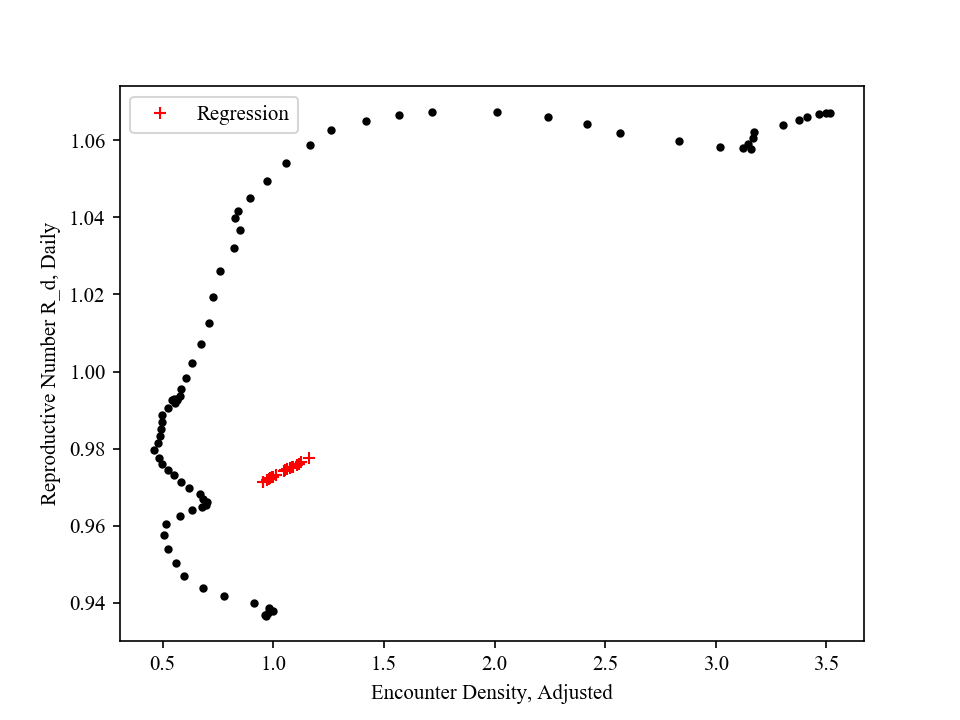 Regression
Reproductive Number R_d, Daily
1.06
1.04
1.02
1.00
0.98
0.96
0.94
0.5 1.0 1.5 2.0 2.5 3.0 3.5
Encounter Density, Adjusted